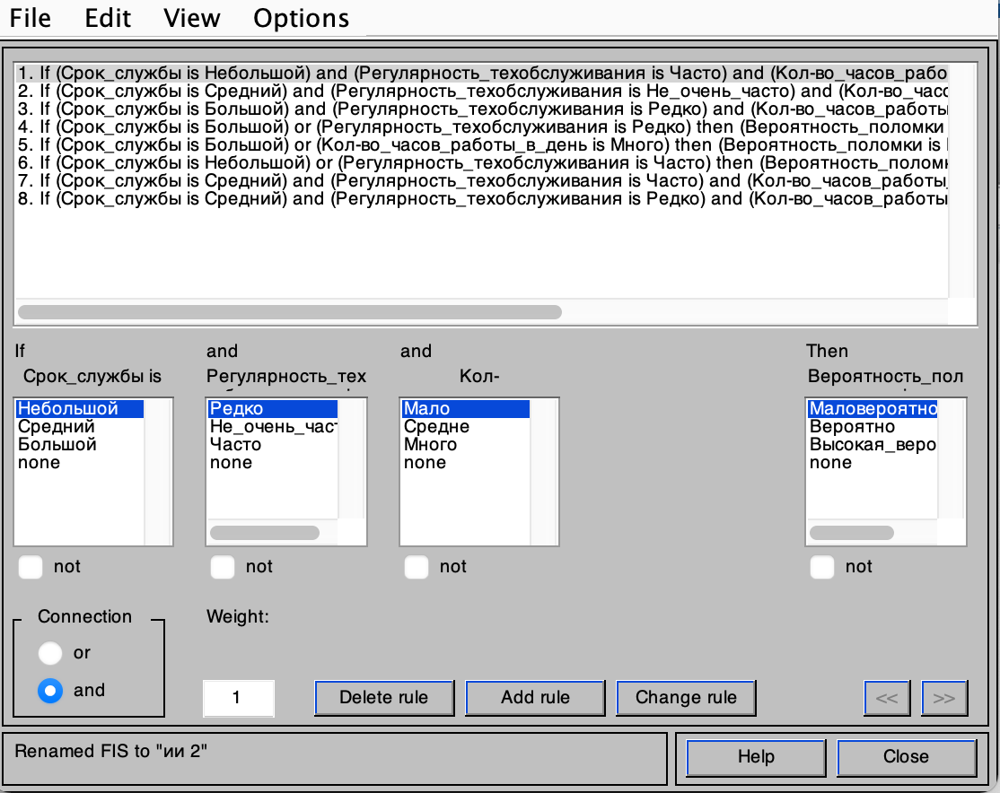 File Edit View Options
1. If (Срок_службы is Небольшой) and (Регулярность_техобслуживания is Часто) and (Кол-во_часов_рабо
2. If (Срок_службы is Средний) and (Регулярность_техобслуживания is Не_очень_часто) and (Кол-во_часо
3. If (Срок_службы is Большой) and (Регулярность_техобслуживания is Редко) and (Кол-во_часов_работы
4. If (Срок_службы is Большой) or (Регулярность_техобслуживания is Редко) then (Вероятность_поломки
5. If (Срок_службы is Большой) or (Кол-во_часов_работы_в_день is Много) then (Вероятность_поломки is
6. If (Срок_службы is Небольшой) or (Регулярность_техобслуживания is Часто) then (Вероятность_полом
7. If (Срок_службы is Средний) and (Регулярность_техобслуживания is Часто) and (Кол-во_часов_работы_
8. If (Срок_службы is Средний) and (Регулярность_техобслуживания is Редко) and (Кол-во_часов_работы
If and and Then
Срок_службы is Регулярность_тех Кол- Вероятность_пол
Небольшой Редко Мало Маловероятно
Средний Не_очень_час Средне Вероятно
Большой Часто Много Высокая_веро
none none none none
not not not not
Connection Weight:
or
and 1 Delete rule Add rule Change rule << >>
Renamed FIS to "ии 2" Help Close